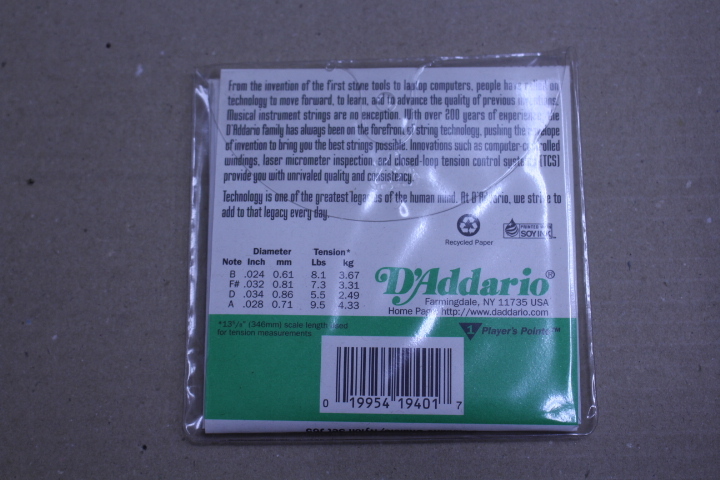 From the invention of the first stone tools to laptop computers, people have relied on
technology to move forward, to learn, and to advance the quality of previous inventions.
Musical instrument strings are no exception. With over 200 years of experience, the
D'Addario family has always been on the forefront of string technology, pushing the envelope
of invention to bring you the best strings possible. Innovations such as computer-controlled
windings, laser micrometer inspection, and closed-loop tension control systems (TCS)
provide you with unrivaled quality and consistency.
Technology is one of the greatest legacies of the human mind. At D'Addario, we strive to
add to that legacy every day.
Recycled Paper
PRINTED WITH
SOY INK
Diameter Tension*
Note Inch mm Lbs kg
B .024 0.61 8.1 3.67
F# .032 0.81 7.3 3.31
D .034 0.86 5.5 2.49
A .028 0.71 9.5 4.33
*13⅝" (346mm) scale length used
for tension measurements
D'Addario®
Farmingdale, NY 11735 USA
Home Page: http://www.daddario.com
1 Player's Points™
0 19954 19401 7